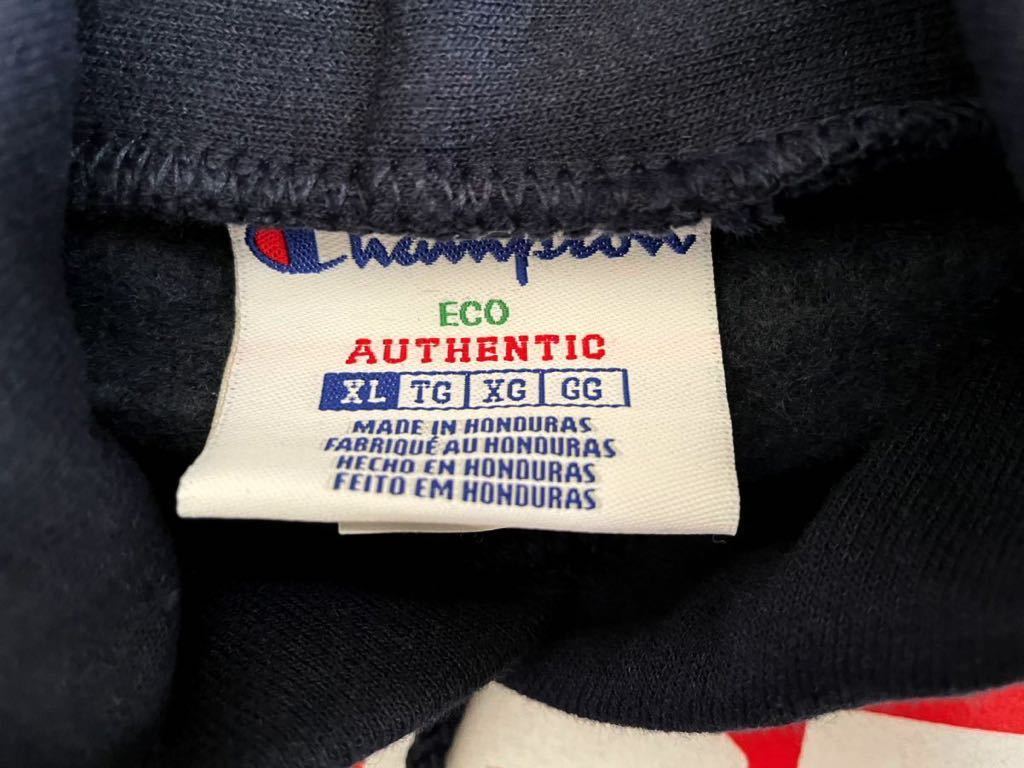 Champion
ECO
AUTHENTIC
XL TG XG GG
MADE IN HONDURAS
FABRIQUÉ AU HONDURAS
HECHO EN HONDURAS
FEITO EM HONDURAS